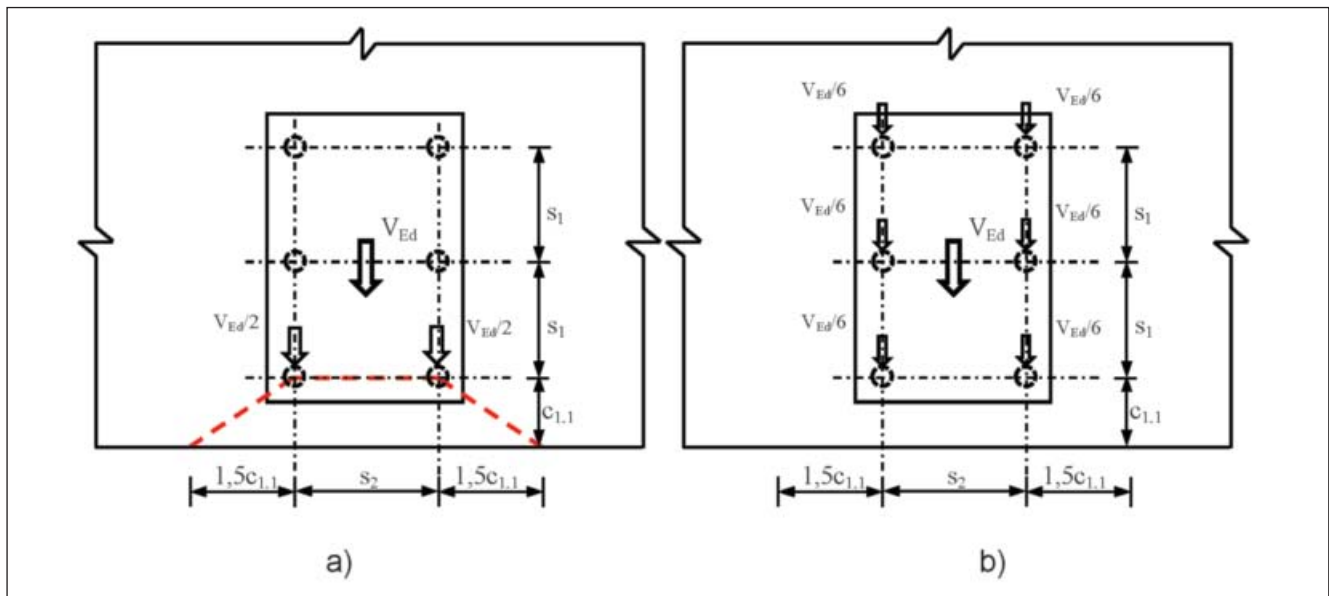 V_Ed
V_Ed/2
V_Ed/2
s_1
s_1
c_1.1
1,5c_1.1
s_2
1,5c_1.1
a)
V_Ed/6
V_Ed/6
V_Ed/6
V_Ed/6
V_Ed
V_Ed/6
V_Ed/6
s_1
s_1
c_1.1
1,5c_1.1
s_2
1,5c_1.1
b)